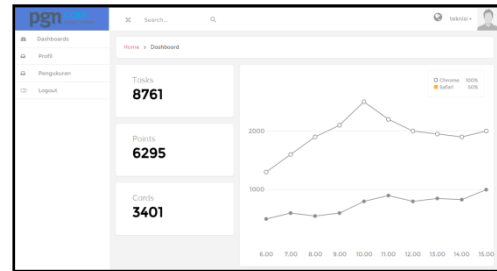 pgn
Search...
teknisi
Dashboards
Profil
Pengukuran
Logout
Home > Dashboard
Tasks
8761
Points
6295
Cards
3401
Chrome 100%
Safari 50%
2000
1000
6.00 7.00 8.00 9.00 10.00 11.00 12.00 13.00 14.00 15.00